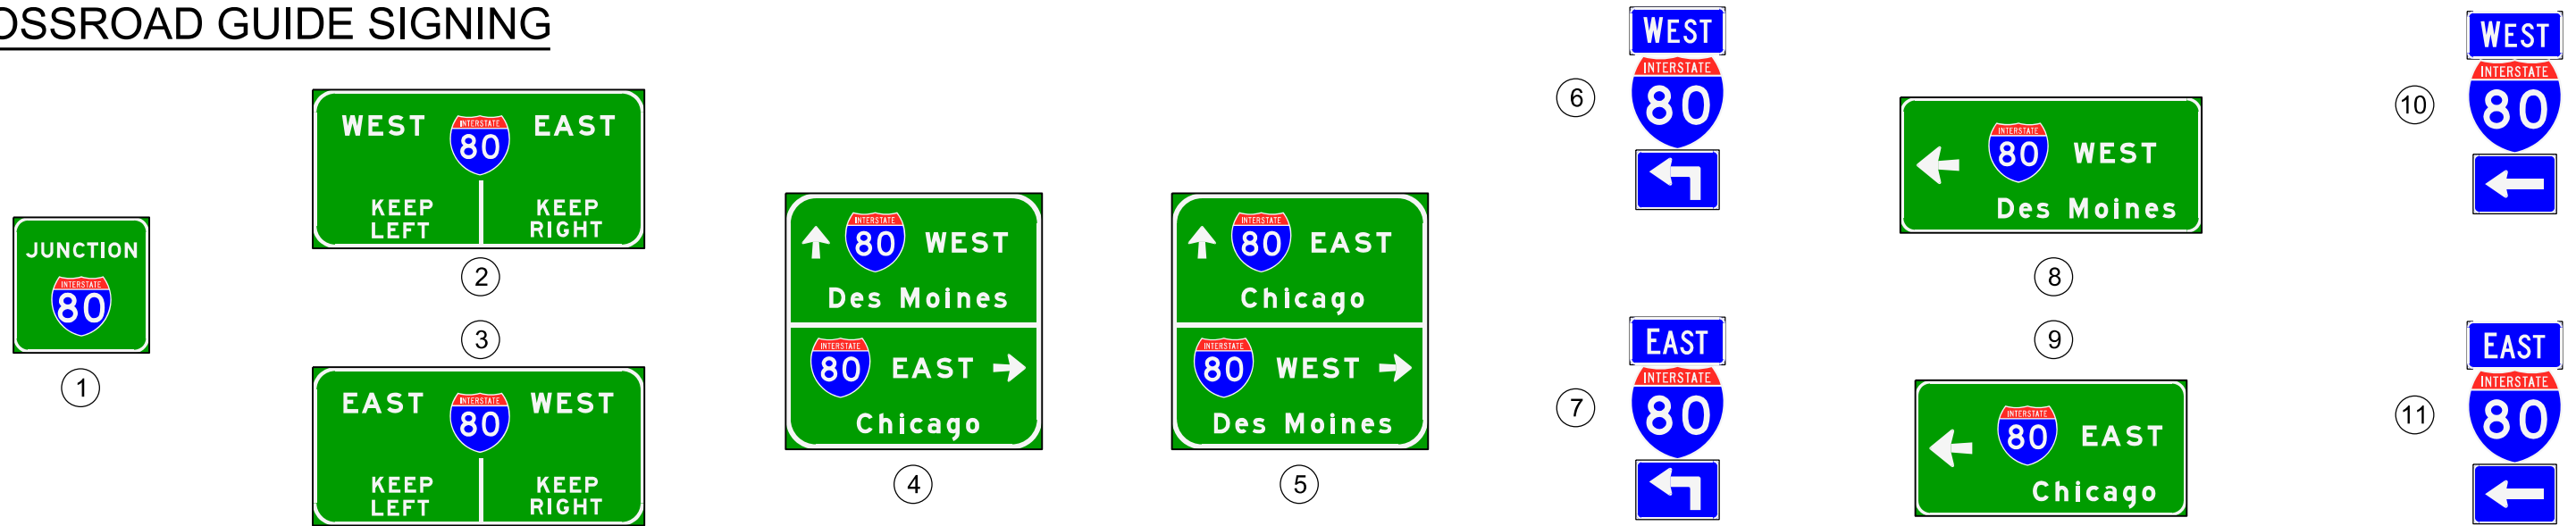 OSSROAD GUIDE SIGNING
JUNCTION
INTERSTATE
80
1
WEST INTERSTATE 80 EAST
KEEP LEFT
KEEP RIGHT
2
3
EAST INTERSTATE 80 WEST
KEEP LEFT
KEEP RIGHT
INTERSTATE
80 WEST
Des Moines
INTERSTATE
80 EAST
Chicago
4
INTERSTATE
80 EAST
Chicago
INTERSTATE
80 WEST
Des Moines
5
6
WEST
INTERSTATE
80
7
EAST
INTERSTATE
80
INTERSTATE
80 WEST
Des Moines
8
9
INTERSTATE
80 EAST
Chicago
10
WEST
INTERSTATE
80
11
EAST
INTERSTATE
80